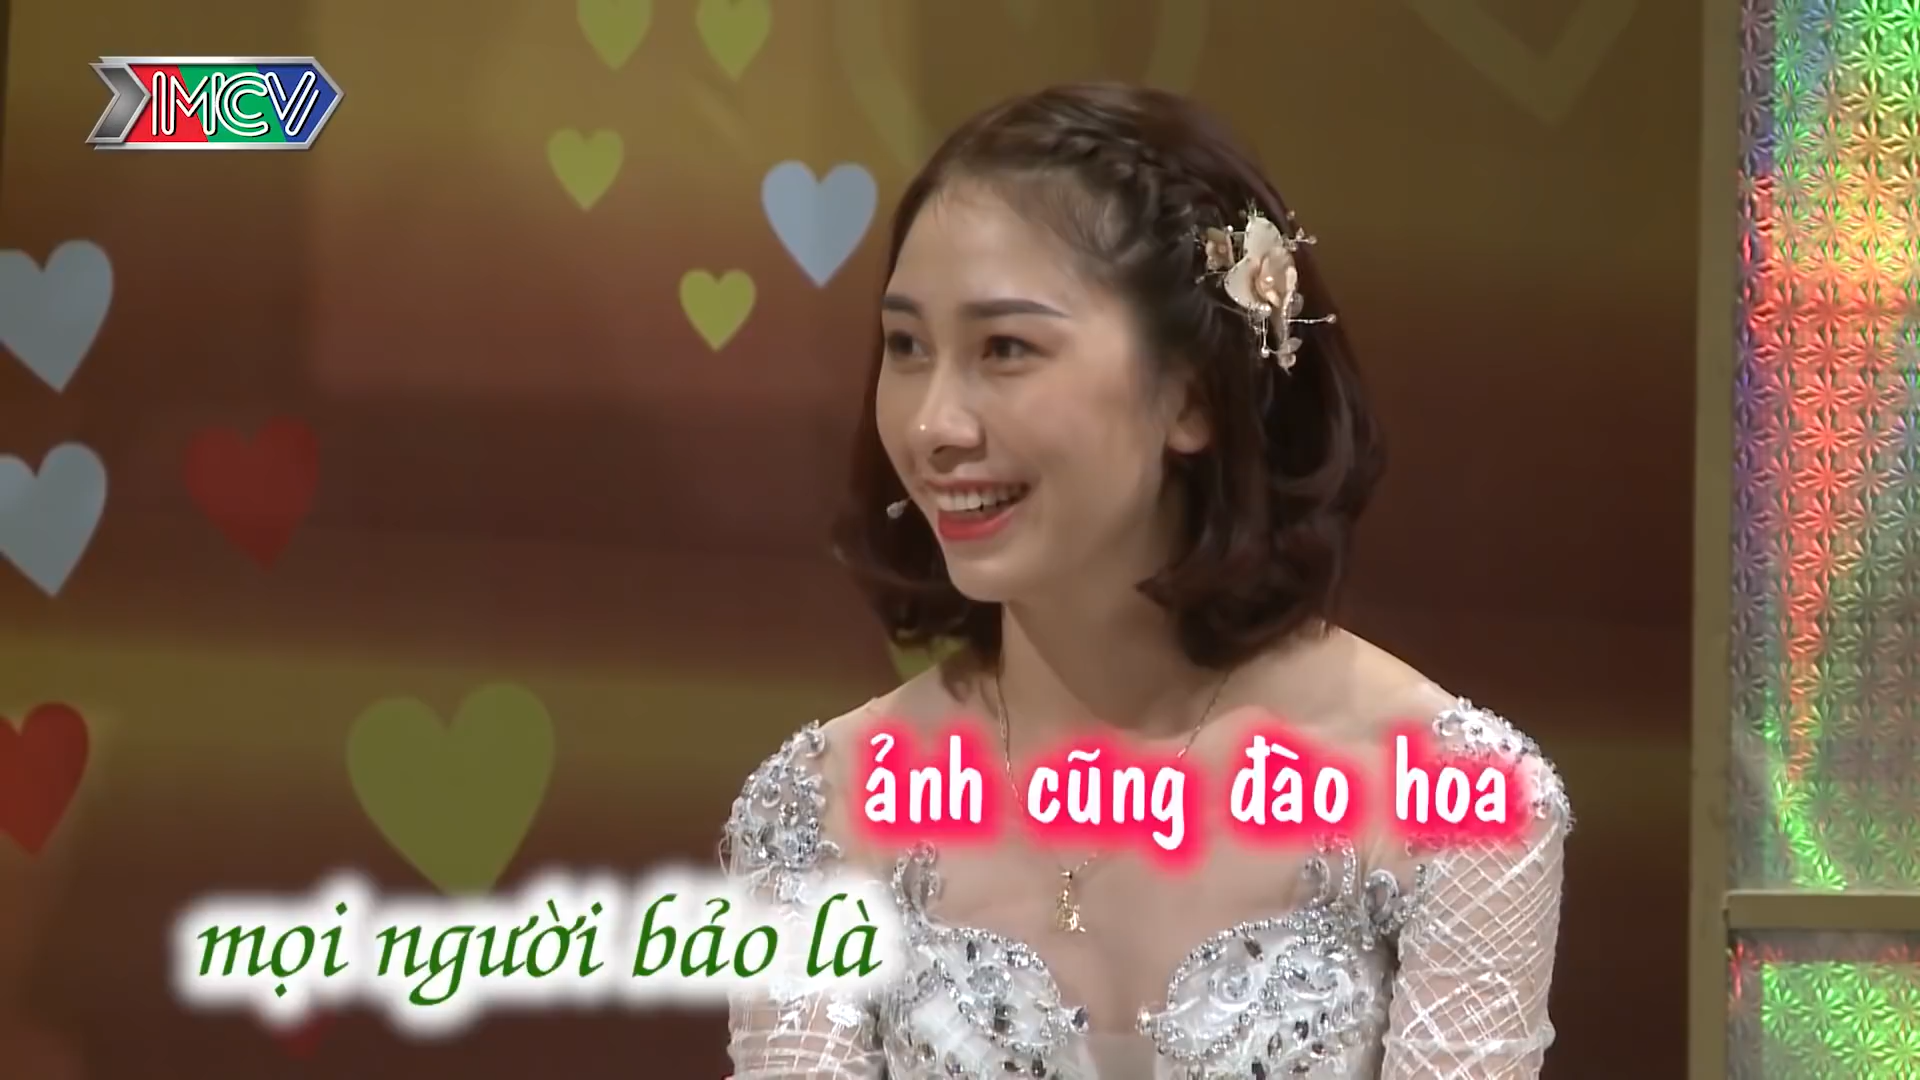 MCV
ảnh cũng đào hoa
mọi người bảo là